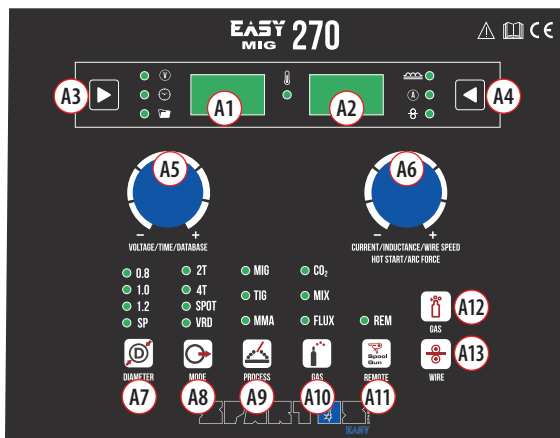 EASY
MIG 270
CE
A3
V
A1
A2
A
A4
A5
A6
- +
- +
VOLTAGE/TIME/DATABASE
CURRENT/INDUCTANCE/WIRE SPEED
HOT START/ARC FORCE
0.8 2T MIG CO₂
1.0 4T TIG MIX
1.2 SPOT
SP VRD MMA FLUX REM
A12
GAS
D
Spool
Gun
A13
DIAMETER MODE PROCESS GAS REMOTE WIRE
A7 A8 A9 A10 A11
EASY